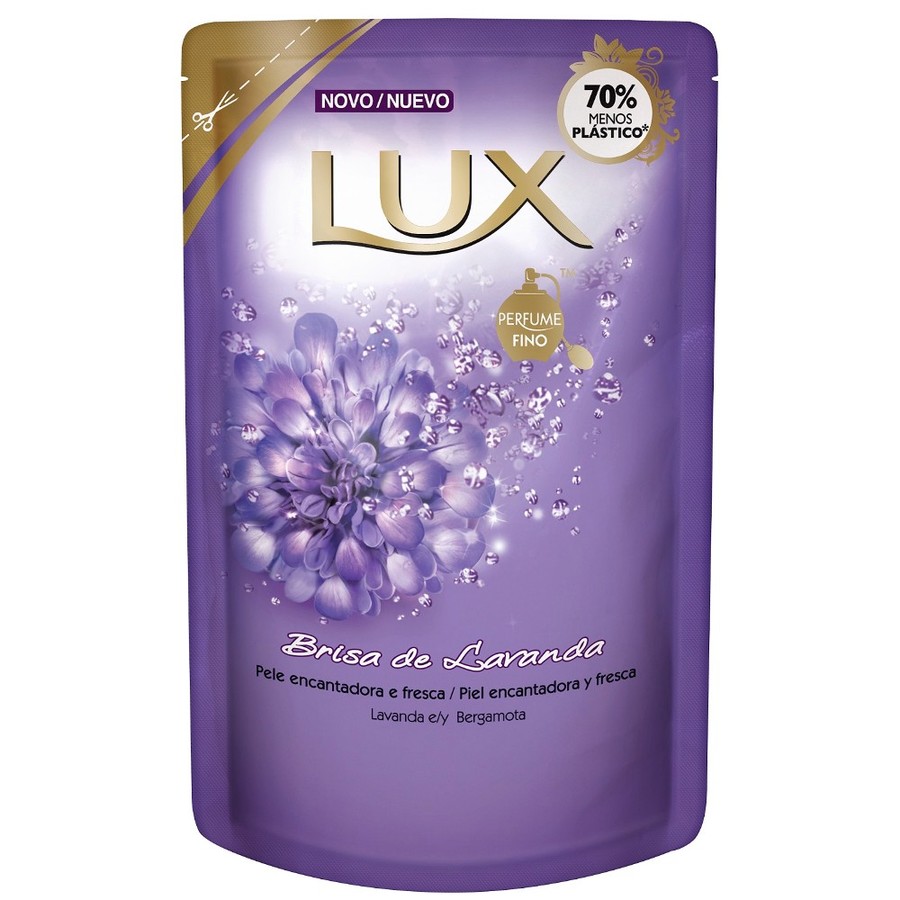 NOVO / NUEVO
70%
MENOS
PLÁSTICO*
LUX
TM
PERFUME
FINO
Brisa de Lavanda
Pele encantadora e fresca / Piel encantadora y fresca
Lavanda e/y Bergamota